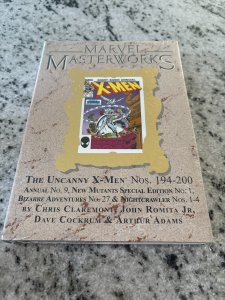 MARVEL
MASTERWORKS
X-MEN
THE UNCANNY X-MEN NOS. 194-200
ANNUAL NO. 9, NEW MUTANTS SPECIAL EDITION NO. 1,
BIZARRE ADVENTURES NO. 27 & NIGHTCRAWLER NOS. 1-4
BY CHRIS CLAREMONT, JOHN ROMITA JR,
DAVE COCKRUM & ARTHUR ADAMS